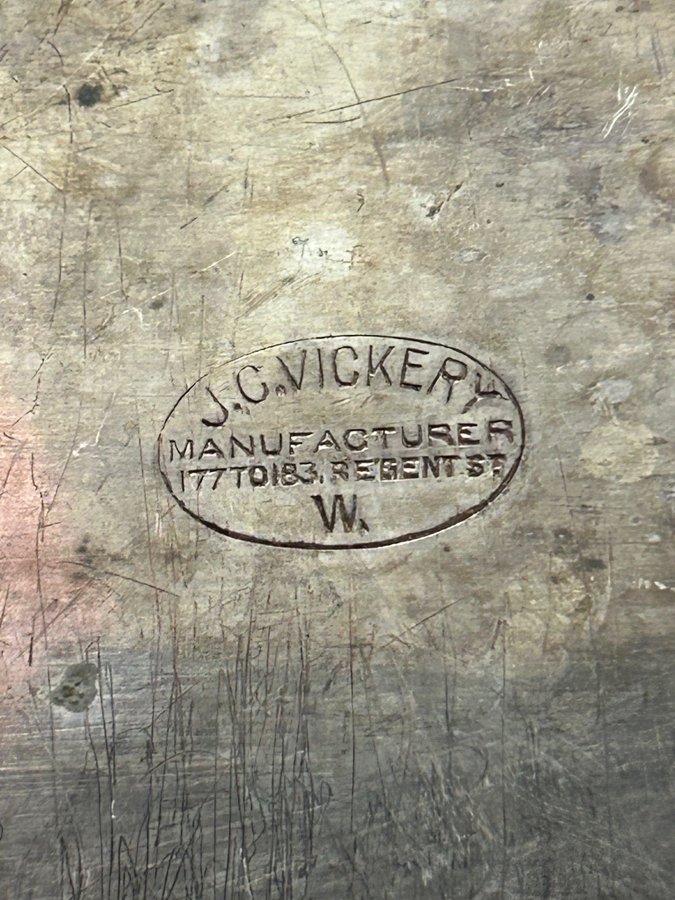 J.C.VICKERY
MANUFACTURER
177 TO 183, REGENT ST.
W.